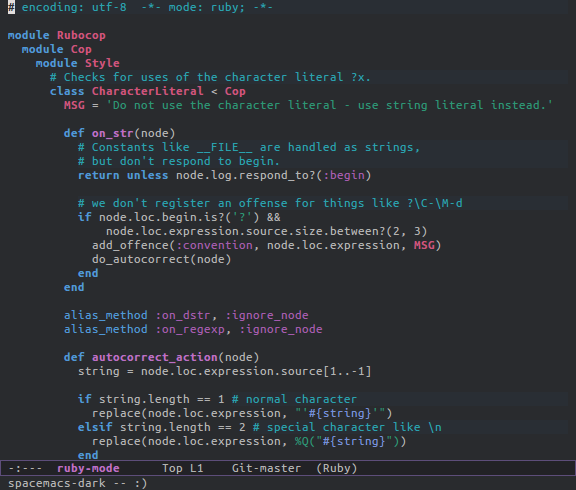 # encoding: utf-8  -*- mode: ruby; -*-

module Rubocop
  module Cop
    module Style
      # Checks for uses of the character literal ?x.
      class CharacterLiteral < Cop
        MSG = 'Do not use the character literal - use string literal instead.'

        def on_str(node)
          # Constants like __FILE__ are handled as strings,
          # but don't respond to begin.
          return unless node.log.respond_to?(:begin)

          # we don't register an offense for things like ?\C-\M-d
          if node.loc.begin.is?('?') &&
              node.loc.expression.source.size.between?(2, 3)
            add_offence(:convention, node.loc.expression, MSG)
            do_autocorrect(node)
          end
        end

        alias_method :on_dstr, :ignore_node
        alias_method :on_regexp, :ignore_node

        def autocorrect_action(node)
          string = node.loc.expression.source[1..-1]

          if string.length == 1 # normal character
            replace(node.loc.expression, "'#{string}'")
          elsif string.length == 2 # special character like \n
            replace(node.loc.expression, %Q("#{string}"))
          end
-:---  ruby-mode      Top L1    Git-master  (Ruby)
spacemacs-dark -- :)